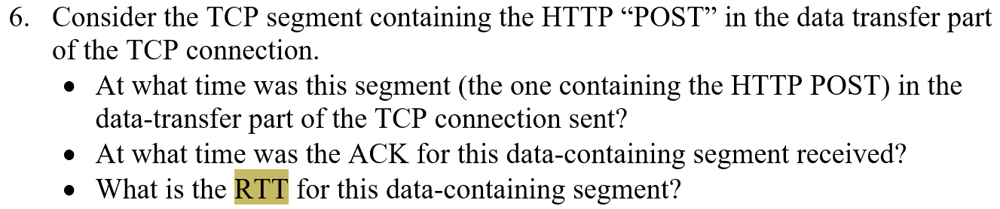 6. Consider the TCP segment containing the HTTP “POST” in the data transfer part
of the TCP connection.
• At what time was this segment (the one containing the HTTP POST) in the
data-transfer part of the TCP connection sent?
• At what time was the ACK for this data-containing segment received?
• What is the RTT for this data-containing segment?